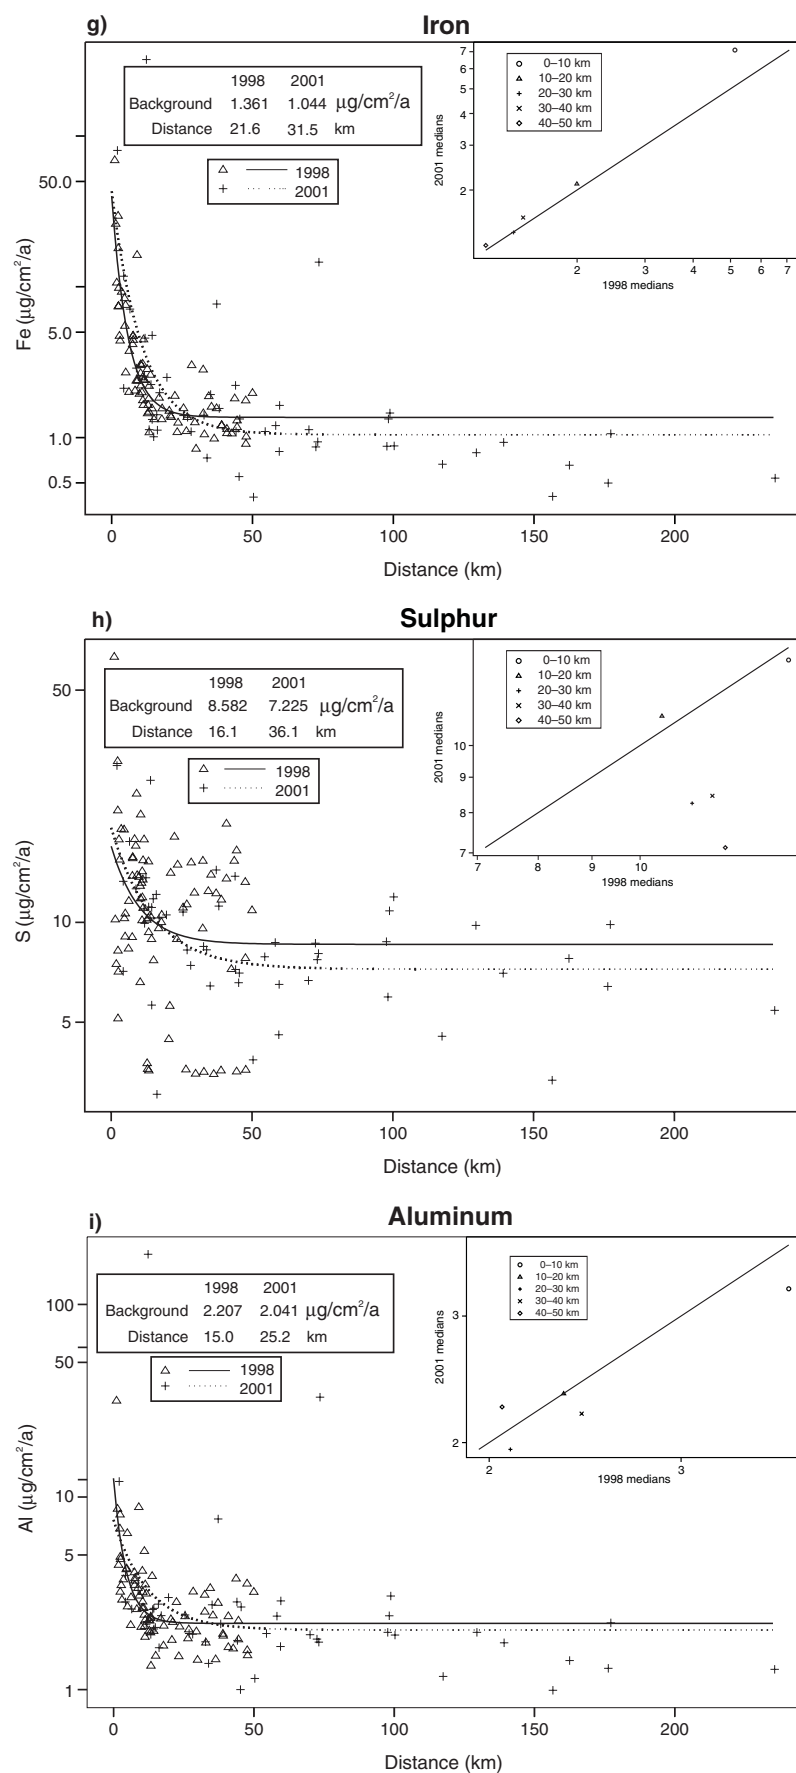 g) Iron
1998 2001
Background 1.361 1.044 µg/cm²/a
Distance 21.6 31.5 km
1998
2001
50.0
5.0
1.0
0.5
Fe (µg/cm²/a)
0 50 100 150 200
Distance (km)
0–10 km
10–20 km
20–30 km
30–40 km
40–50 km
7
6
5
4
3
2
2001 medians
2 3 4 5 6 7
1998 medians
h) Sulphur
1998 2001
Background 8.582 7.225 µg/cm²/a
Distance 16.1 36.1 km
1998
2001
50
10
5
S (µg/cm²/a)
0 50 100 150 200
Distance (km)
0–10 km
10–20 km
20–30 km
30–40 km
40–50 km
10
9
8
7
2001 medians
7 8 9 10
1998 medians
i) Aluminum
1998 2001
Background 2.207 2.041 µg/cm²/a
Distance 15.0 25.2 km
1998
2001
100
50
10
5
1
Al (µg/cm²/a)
0 50 100 150 200
Distance (km)
0–10 km
10–20 km
20–30 km
30–40 km
40–50 km
3
2
2001 medians
2 3
1998 medians